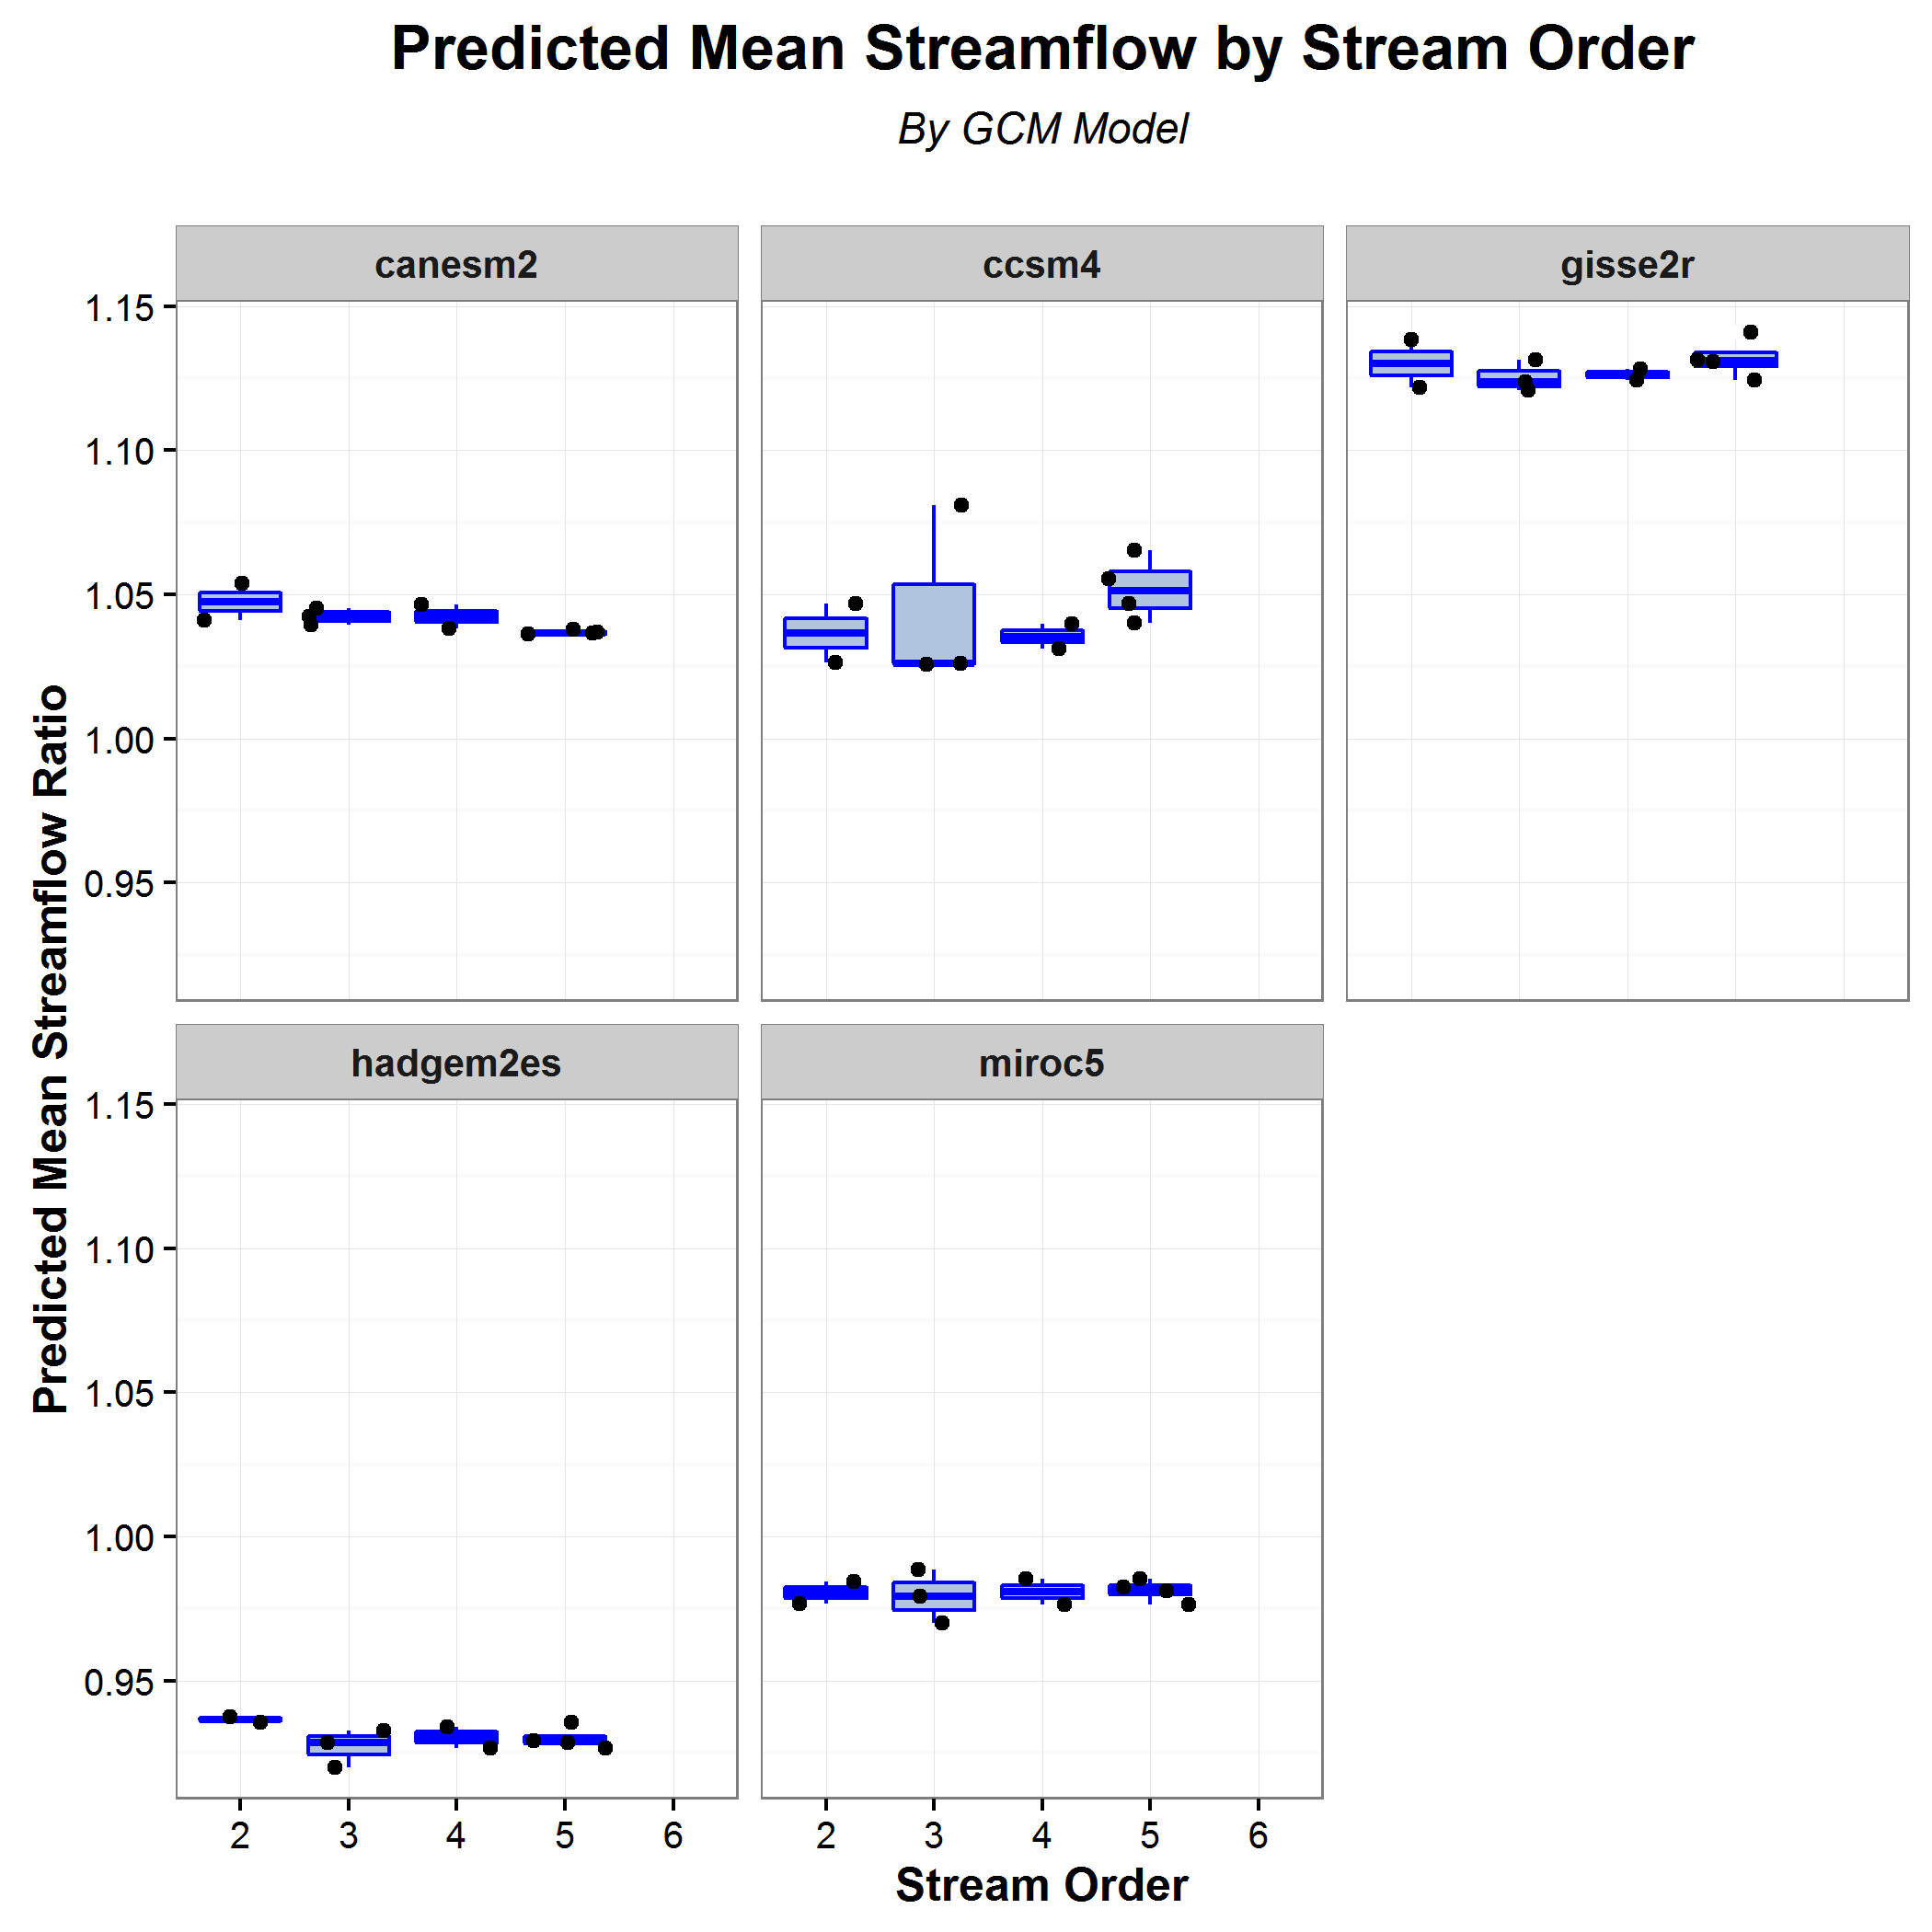 Predicted Mean Streamflow by Stream Order
By GCM Model
canesm2
ccsm4
gisse2r
1.15
1.10
1.05
1.00
0.95
hadgem2es
miroc5
1.15
1.10
1.05
1.00
0.95
2 3 4 5 6
2 3 4 5 6
Stream Order
Predicted Mean Streamflow Ratio